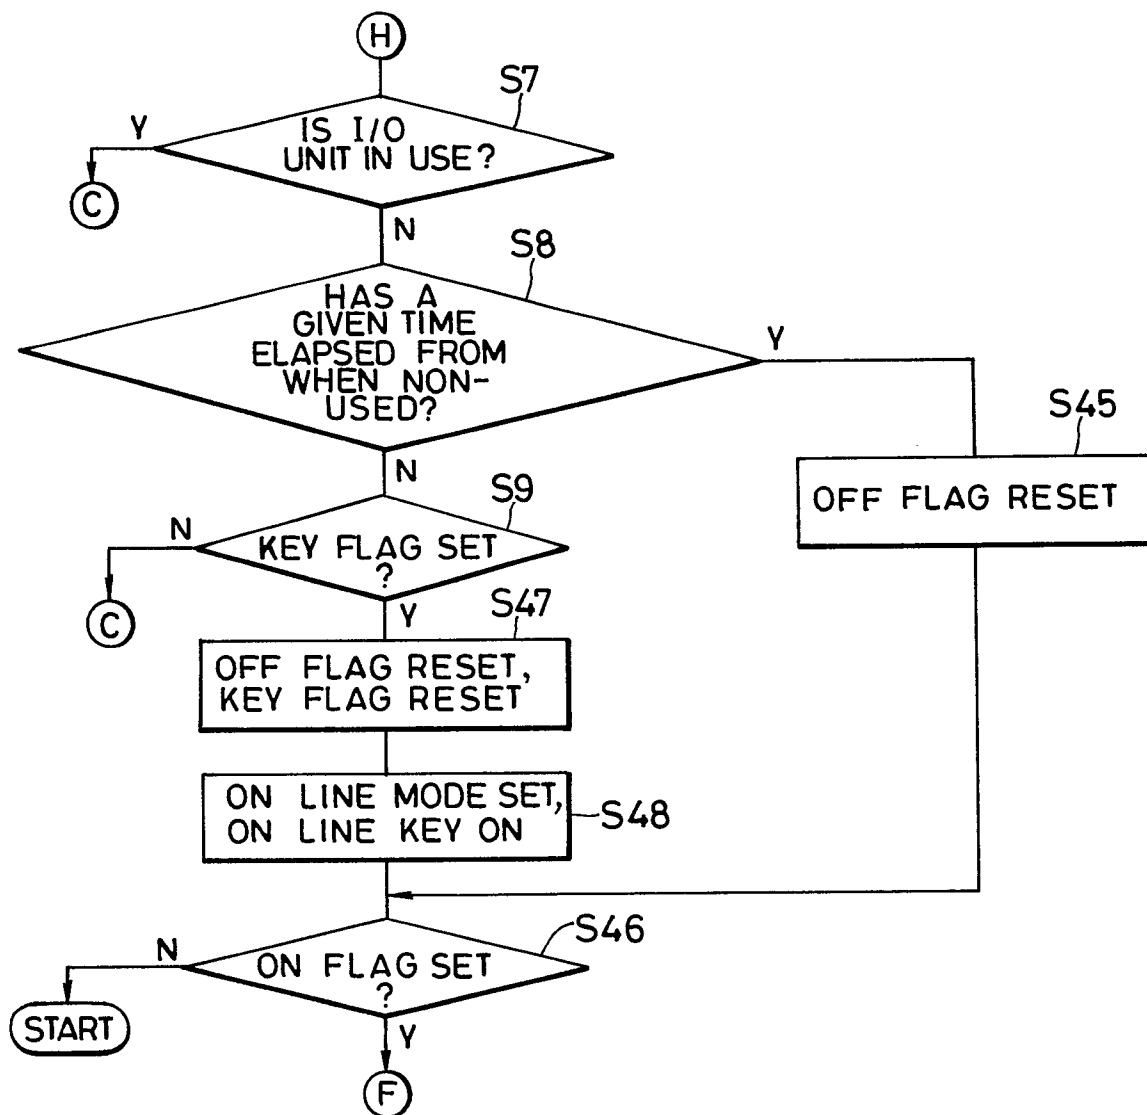 H
S7
Y
IS I/O
UNIT IN USE?
C
N
S8
HAS A
GIVEN TIME
ELAPSED FROM
WHEN NON-
USED?
Y
S45
OFF FLAG RESET
N
S9
N
KEY FLAG SET
?
C
Y
S47
OFF FLAG RESET,
KEY FLAG RESET
ON LINE MODE SET,
ON LINE KEY ON
S48
S46
N
ON FLAG SET
?
START
Y
F